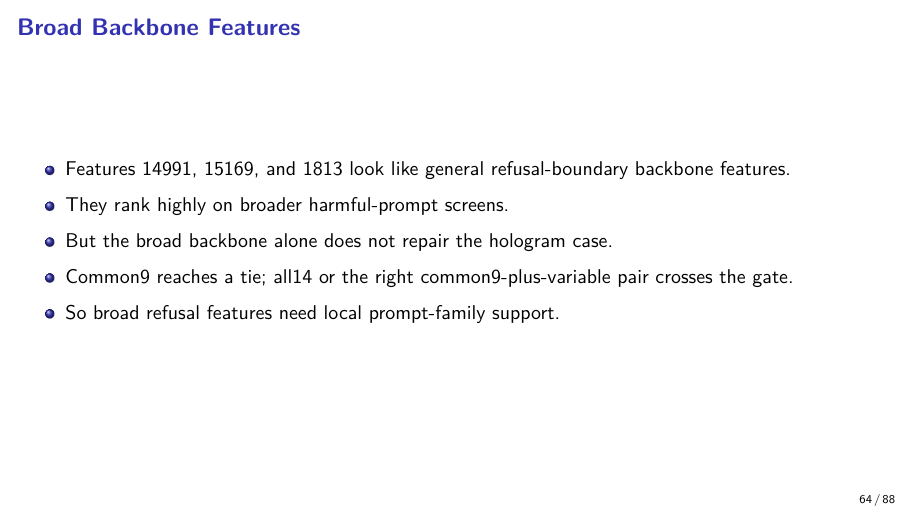 Broad Backbone Features
Features 14991, 15169, and 1813 look like general refusal-boundary backbone features.
They rank highly on broader harmful-prompt screens.
But the broad backbone alone does not repair the hologram case.
Common9 reaches a tie; all14 or the right common9-plus-variable pair crosses the gate.
So broad refusal features need local prompt-family support.
64 / 88